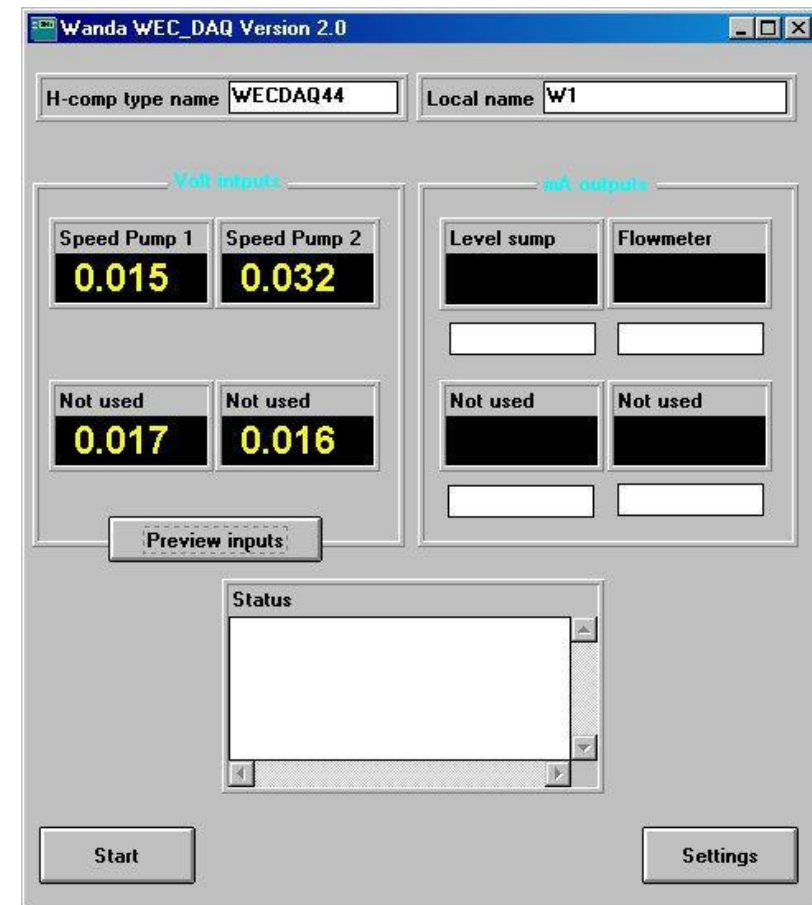 Wanda WEC_DAQ Version 2.0
H-comp type name WECDAQ44 Local name W1
Volt intputs mA outputs
Speed Pump 1 Speed Pump 2 Level sump Flowmeter
0.015 0.032
Not used Not used Not used Not used
0.017 0.016
Preview inputs
Status
Start Settings